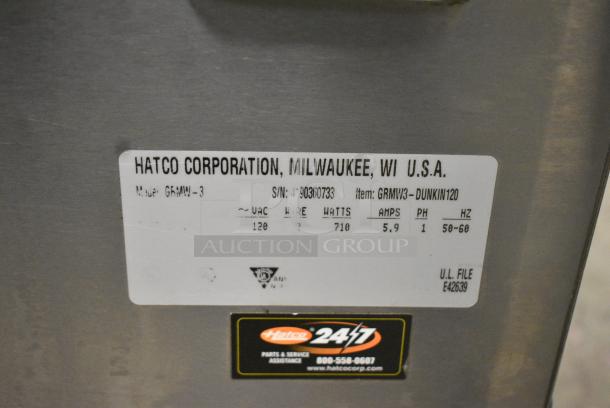 HATCO CORPORATION, MILWAUKEE, WI U.S.A.
Model GRMW-3 S/N: Item: GRMW3-DUNKIN120
~VAC WIRE WATTS AMPS PH HZ
120 710 5.9 1 50-60
AUCTION GROUP
U.L. FILE
E42639
Hatco 24/7
PARTS & SERVICE
ASSISTANCE 800-558-0607
www.hatcocorp.com